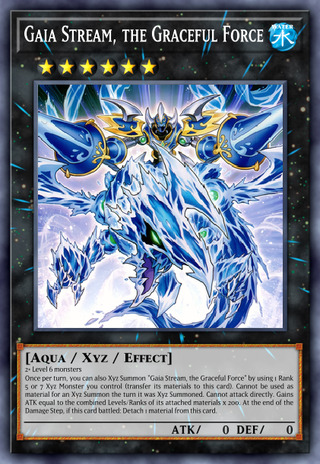 Gaia Stream, the Graceful Force
WATER
水
[Aqua / Xyz / Effect]
2+ Level 6 monsters
Once per turn, you can also Xyz Summon "Gaia Stream, the Graceful Force" by using 1 Rank
5 or 7 Xyz Monster you control (transfer its materials to this card). Cannot be used as
material for an Xyz Summon the turn it was Xyz Summoned. Cannot attack directly. Gains
ATK equal to the combined Levels/Ranks of its attached materials x 200. At the end of the
Damage Step, if this card battled: Detach 1 material from this card.
ATK/ 0 DEF/ 0